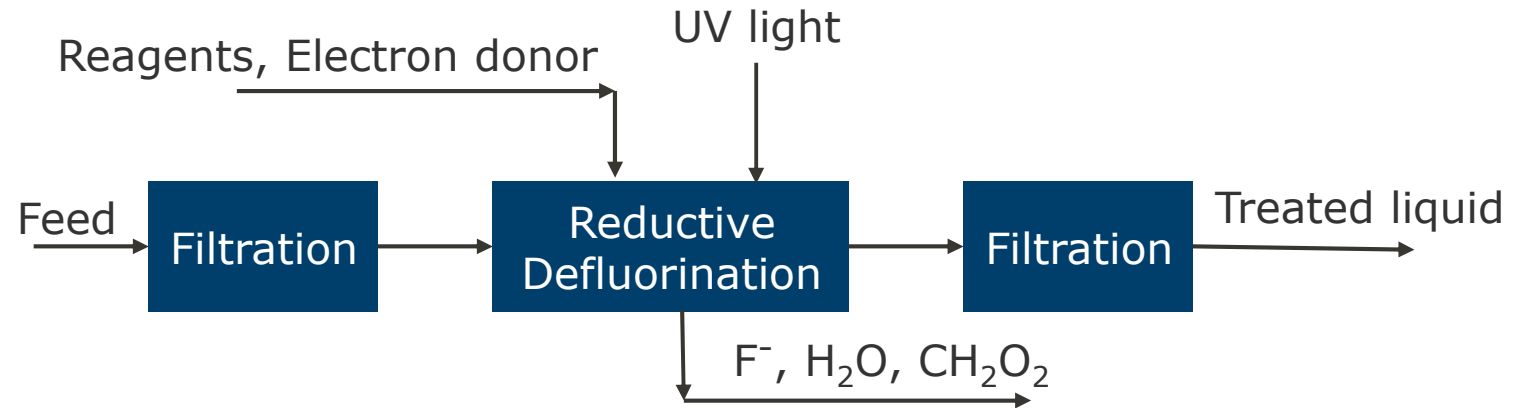 UV light
Reagents, Electron donor
Feed
Filtration
Reductive
Defluorination
Filtration
Treated liquid
F⁻, H₂O, CH₂O₂